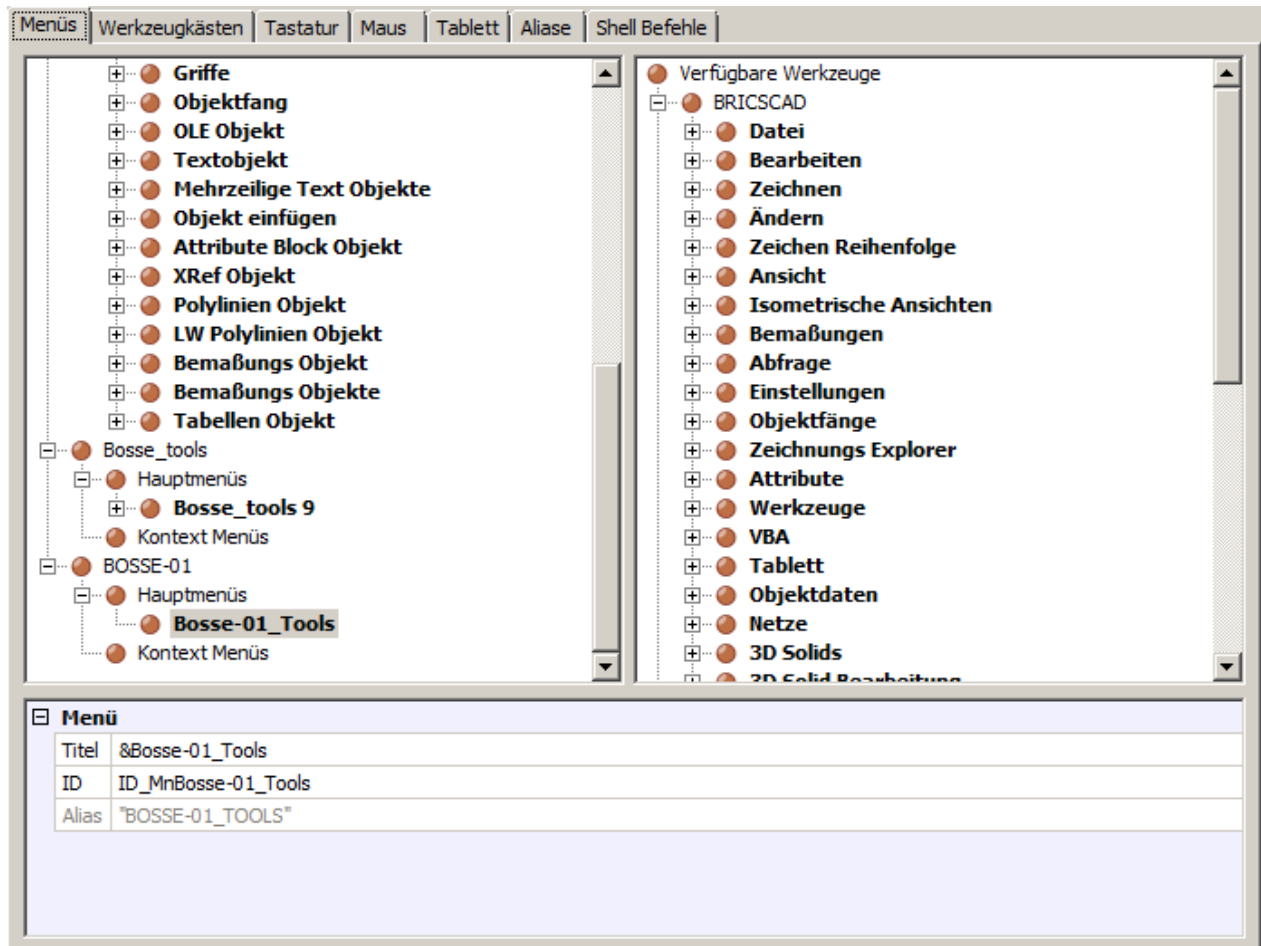 Menüs Werkzeugkästen Tastatur Maus Tablett Aliase Shell Befehle
Griffe
Objektfang
OLE Objekt
Textobjekt
Mehrzeilige Text Objekte
Objekt einfügen
Attribute Block Objekt
XRef Objekt
Polylinien Objekt
LW Polylinien Objekt
Bemaßungs Objekt
Bemaßungs Objekte
Tabellen Objekt
Bosse_tools
Hauptmenüs
Bosse_tools 9
Kontext Menüs
BOSSE-01
Hauptmenüs
Bosse-01_Tools
Kontext Menüs
Verfügbare Werkzeuge
BRICSCAD
Datei
Bearbeiten
Zeichnen
Ändern
Zeichen Reihenfolge
Ansicht
Isometrische Ansichten
Bemaßungen
Abfrage
Einstellungen
Objektfänge
Zeichnungs Explorer
Attribute
Werkzeuge
VBA
Tablett
Objektdaten
Netze
3D Solids
3D Solid Bearbeitung
Menü
Titel &Bosse-01_Tools
ID ID_MnBosse-01_Tools
Alias "BOSSE-01_TOOLS"